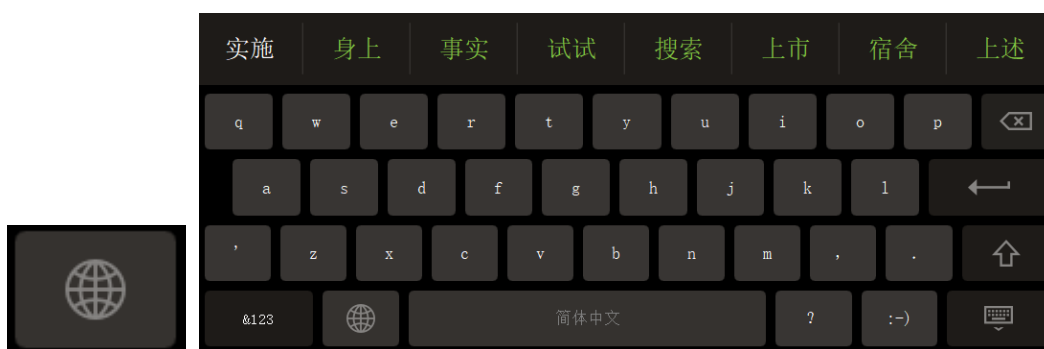 实施 身上 事实 试试 搜索 上市 宿舍 上述
q w e r t y u i o p
a s d f g h j k l
' z x c v b n m , .
&123 简体中文 ? :-)